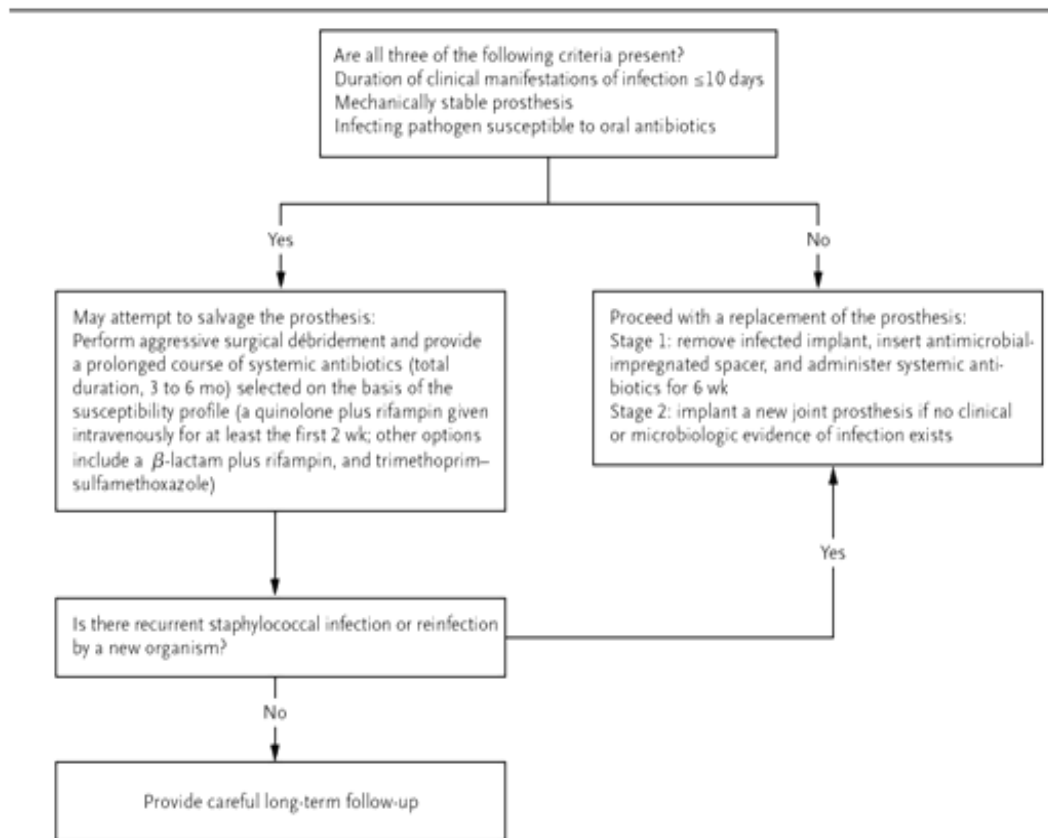 Are all three of the following criteria present?
Duration of clinical manifestations of infection ≤10 days
Mechanically stable prosthesis
Infecting pathogen susceptible to oral antibiotics
Yes
No
May attempt to salvage the prosthesis:
Perform aggressive surgical débridement and provide
a prolonged course of systemic antibiotics (total
duration, 3 to 6 mo) selected on the basis of the
susceptibility profile (a quinolone plus rifampin given
intravenously for at least the first 2 wk; other options
include a β-lactam plus rifampin, and trimethoprim–
sulfamethoxazole)
Proceed with a replacement of the prosthesis:
Stage 1: remove infected implant, insert antimicrobial-
impregnated spacer, and administer systemic anti-
biotics for 6 wk
Stage 2: implant a new joint prosthesis if no clinical
or microbiologic evidence of infection exists
Yes
Is there recurrent staphylococcal infection or reinfection
by a new organism?
No
Provide careful long-term follow-up